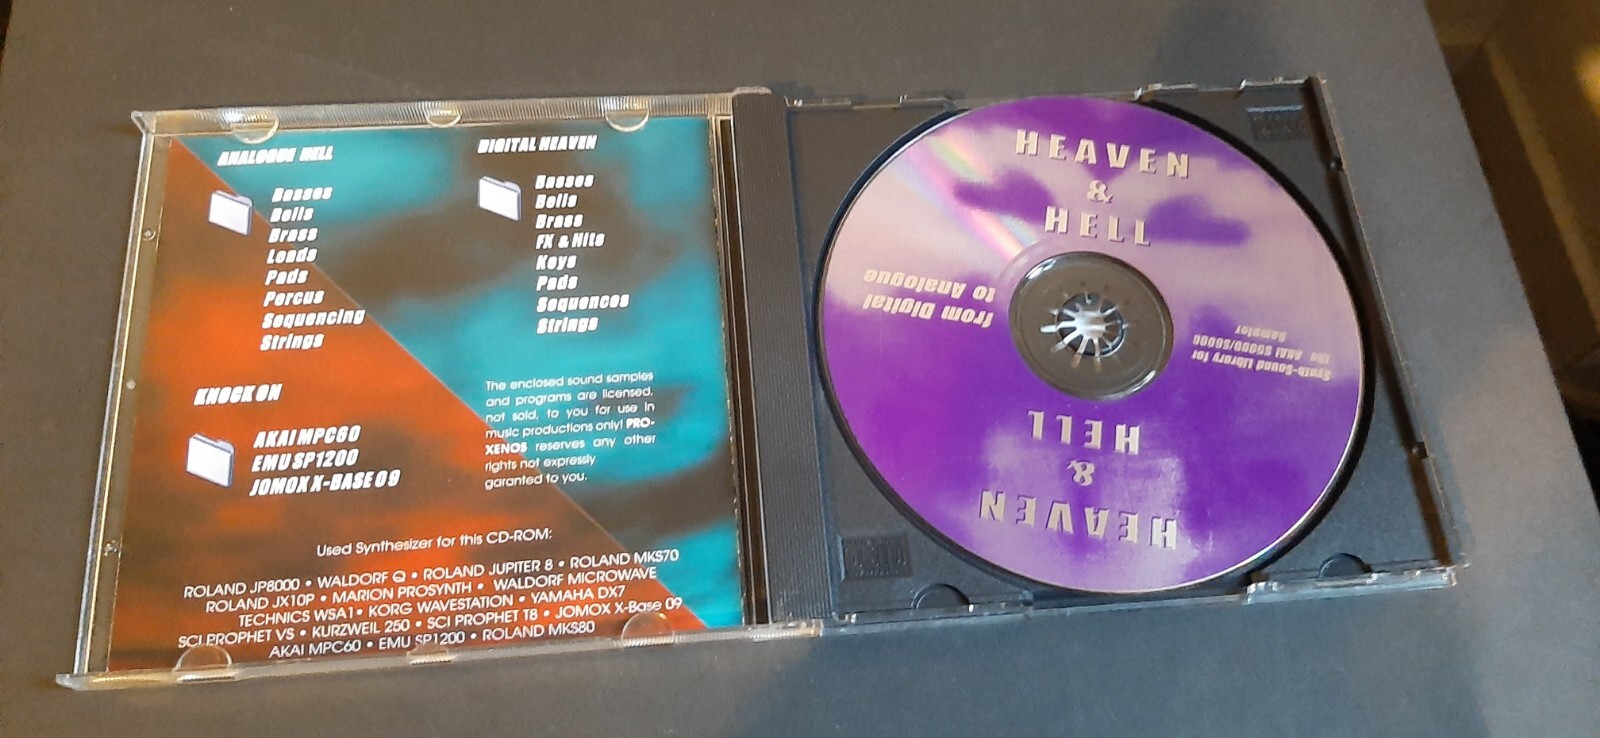 ANALOGUE HELL
Basses
Bells
Brass
Leads
Pads
Percus
Sequencing
Strings
KNOCK ON
AKAI MPC60
EMU SP1200
JOMOX X-BASE 09
DIGITAL HEAVEN
Basses
Bells
Brass
FX & Hits
Keys
Pads
Sequences
Strings
The enclosed sound samples
and programs are licensed,
not sold, to you for use in
music productions only! PRO-
XENOS reserves any other
rights not expressly
garanted to you.
Used Synthesizer for this CD-ROM:
ROLAND JP8000 • WALDORF Q • ROLAND JUPITER 8 • ROLAND MKS70
ROLAND JX10P • MARION PROSYNTH • WALDORF MICROWAVE
TECHNICS WSA1 • KORG WAVESTATION • YAMAHA DX7
SCI PROPHET VS • KURZWEIL 250 • SCI PROPHET T8 • JOMOX X-Base 09
AKAI MPC60 • EMU SP1200 • ROLAND MKS80
HEAVEN
&
HELL
from Digital
to Analogue
Synth-Sound Library for
the AKAI S5000/S6000
Sampler
HEAVEN
&
HELL